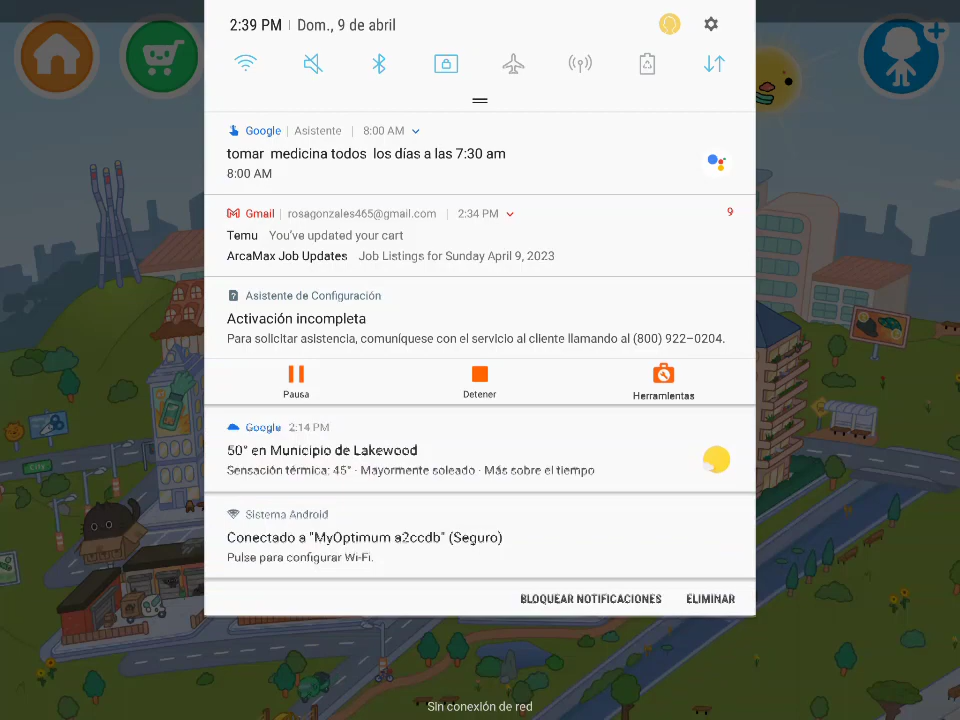 2:39 PM | Dom., 9 de abril
Google | Asistente | 8:00 AM
tomar medicina todos los días a las 7:30 am
8:00 AM
Gmail | rosagonzales465@gmail.com | 2:34 PM
9
Temu You've updated your cart
ArcaMax Job Updates Job Listings for Sunday April 9, 2023
Asistente de Configuración
Activación incompleta
Para solicitar asistencia, comuníquese con el servicio al cliente llamando al (800) 922-0204.
Pausa
Detener
Herramientas
Google 2:14 PM
50° en Municipio de Lakewood
Sensación térmica: 45° · Mayormente soleado · Más sobre el tiempo
City
Sistema Android
Conectado a "MyOptimum a2ccdb" (Seguro)
Pulse para configurar Wi-Fi.
BLOQUEAR NOTIFICACIONES ELIMINAR
Sin conexión de red